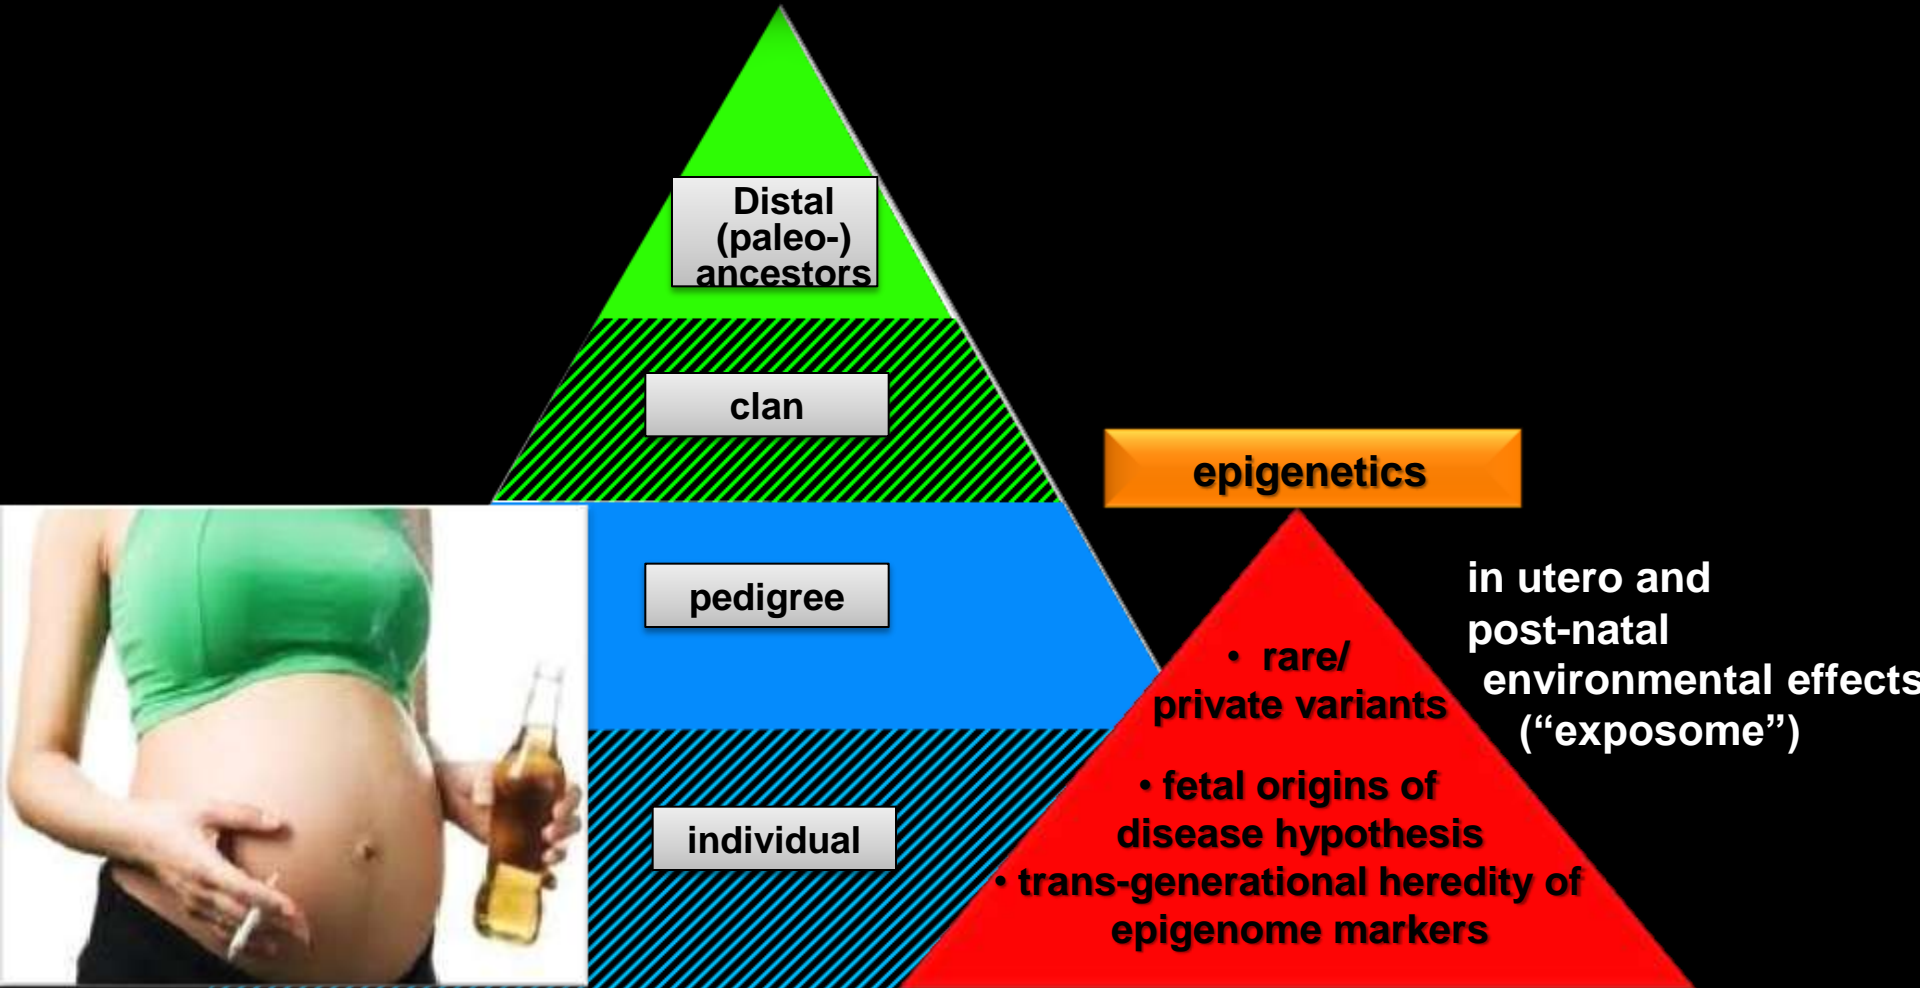 Distal
(paleo-)
ancestors
clan
pedigree
individual
epigenetics
• rare/
private variants
• fetal origins of
disease hypothesis
• trans-generational heredity of
epigenome markers
in utero and
post-natal
environmental effects
(“exposome”)